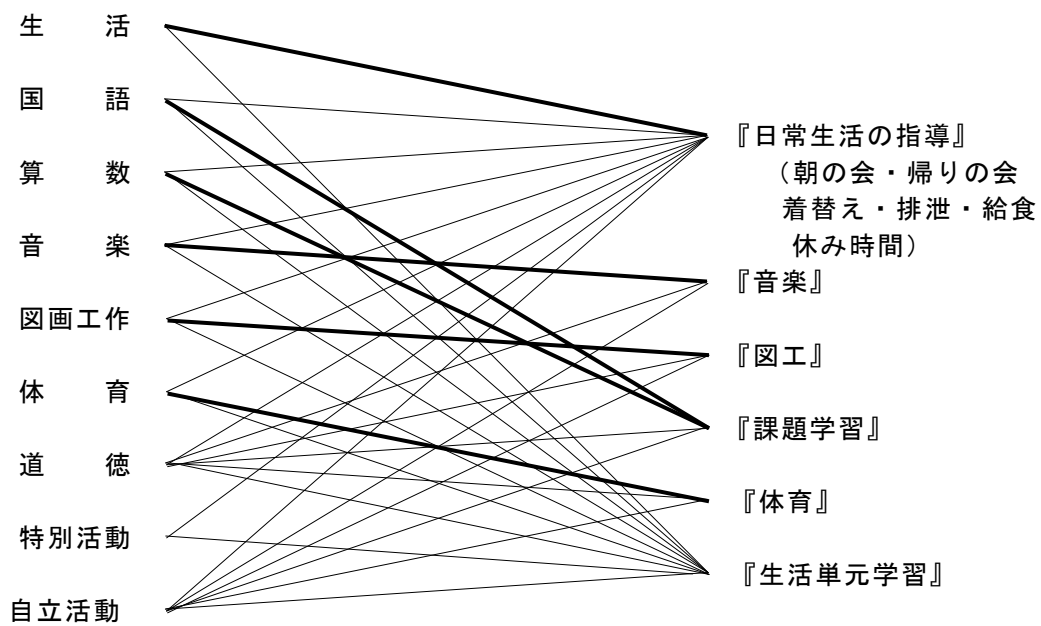 生活
国語
算数
音楽
図画工作
体育
道徳
特別活動
自立活動
『日常生活の指導』
（朝の会・帰りの会
着替え・排泄・給食
休み時間）
『音楽』
『図工』
『課題学習』
『体育』
『生活単元学習』